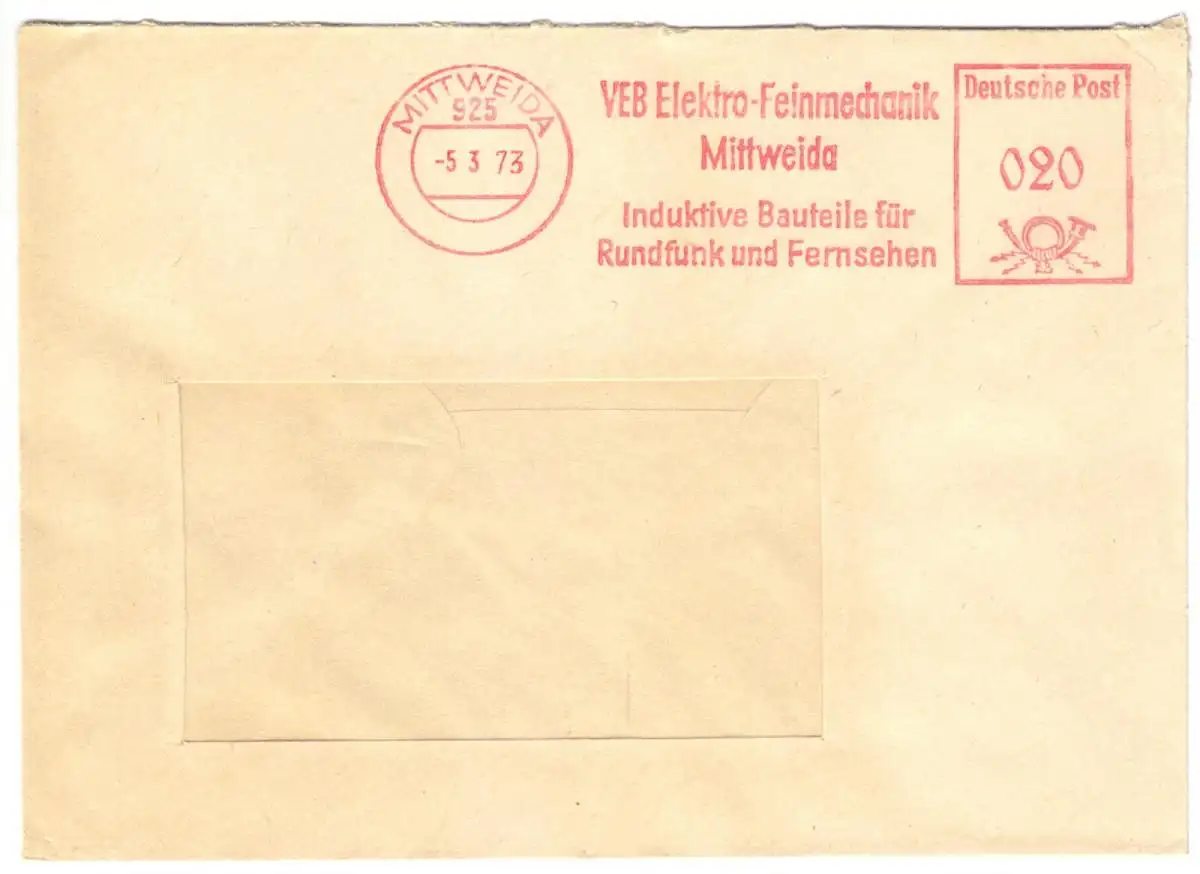 MITTWEIDA
925
-5 3 73
VEB Elektro-Feinmechanik
Mittweida
Induktive Bauteile für
Rundfunk und Fernsehen
Deutsche Post
020